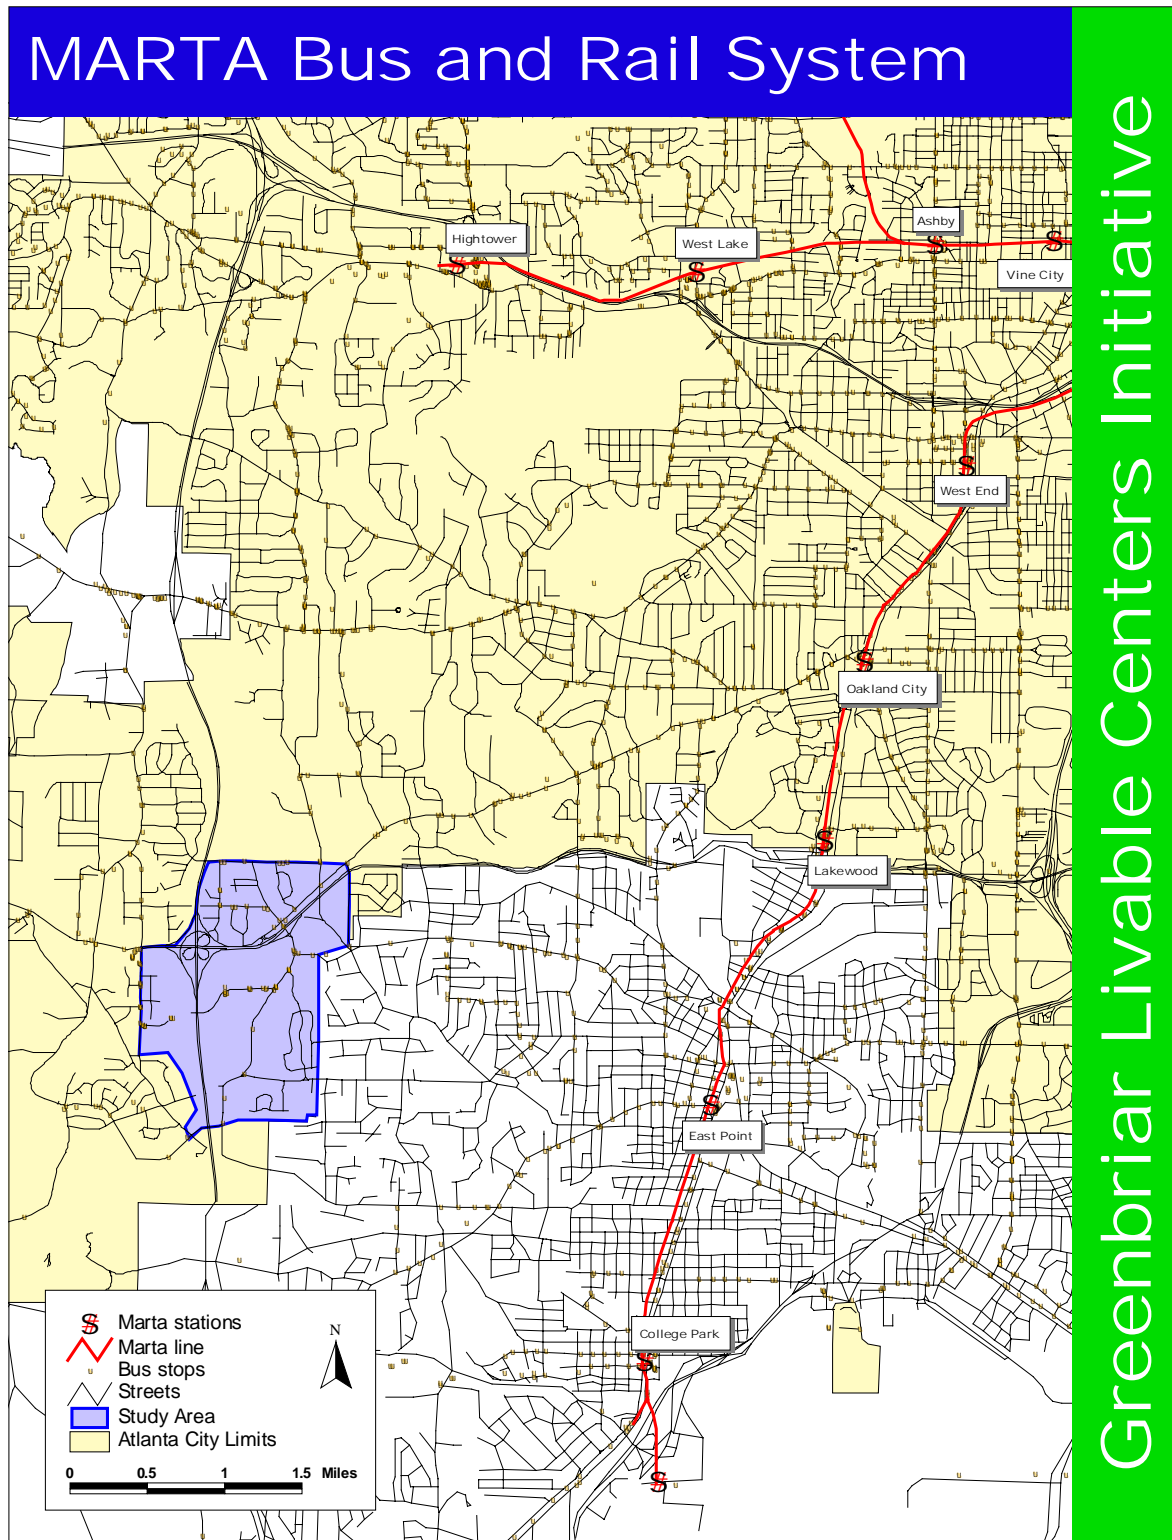 MARTA Bus and Rail System
Greenbriar Livable Centers Initiative
Ashby
Hightower
West Lake
Vine City
West End
Oakland City
Lakewood
East Point
College Park
Marta stations
Marta line
Bus stops
Streets
Study Area
Atlanta City Limits
N
0 0.5 1 1.5 Miles